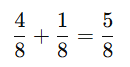 4/8 + 1/8 = 5/8